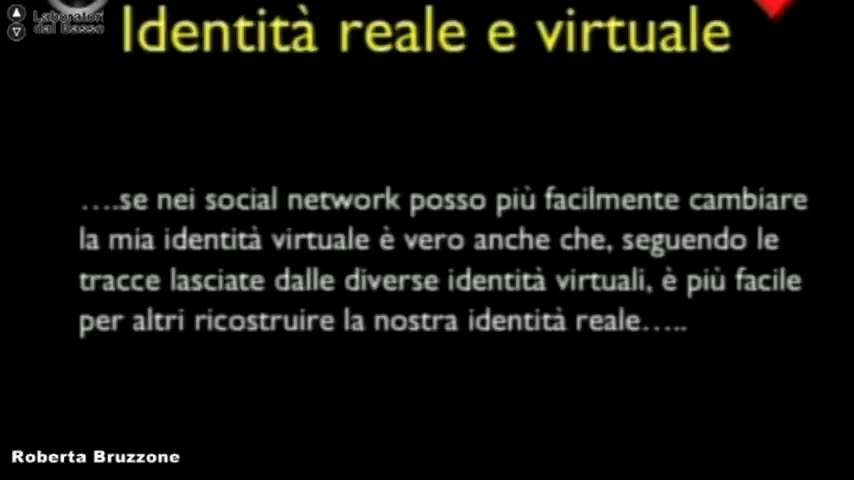 Laboratori
dal Basso
Identità reale e virtuale
....se nei social network posso più facilmente cambiare
la mia identità virtuale è vero anche che, seguendo le
tracce lasciate dalle diverse identità virtuali, è più facile
per altri ricostruire la nostra identità reale.....
Roberta Bruzzone